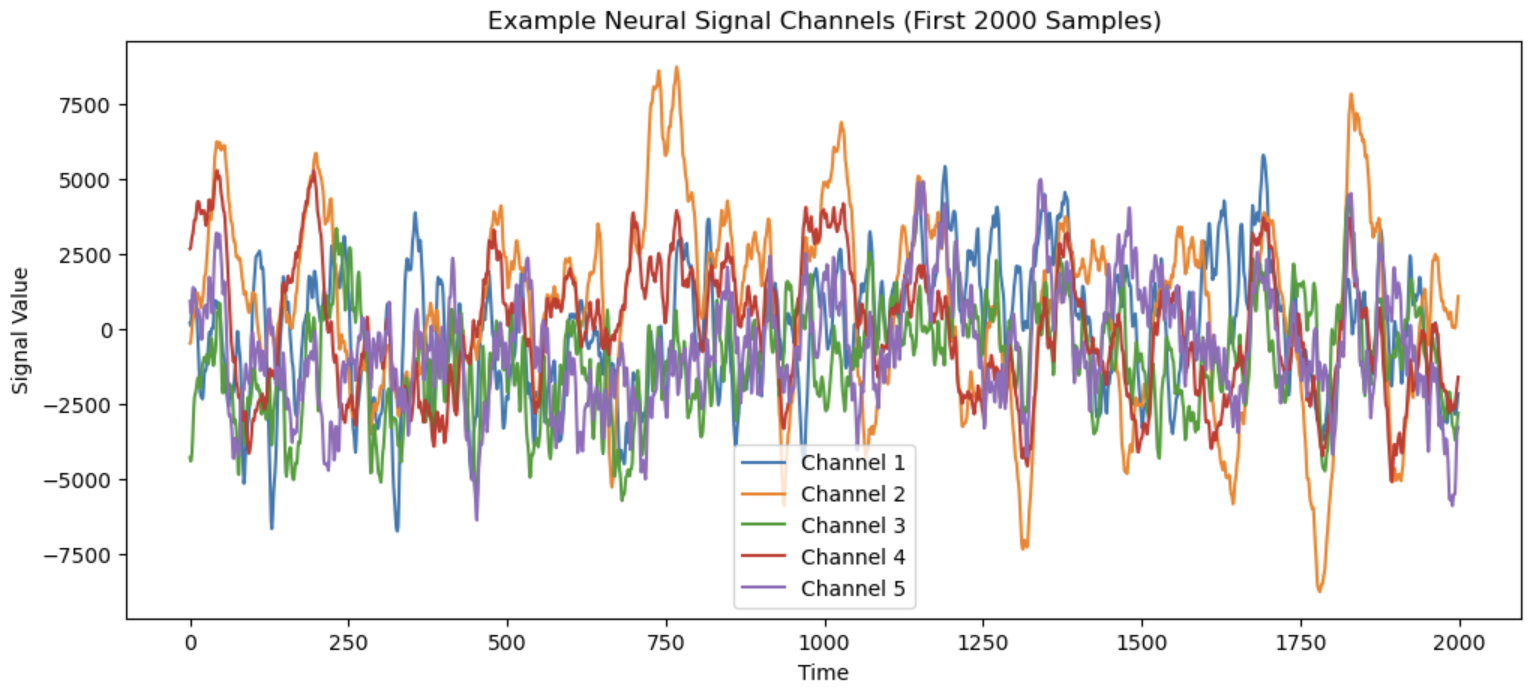 Example Neural Signal Channels (First 2000 Samples)
Signal Value
7500
5000
2500
0
−2500
−5000
−7500
Channel 1
Channel 2
Channel 3
Channel 4
Channel 5
0 250 500 750 1000 1250 1500 1750 2000
Time